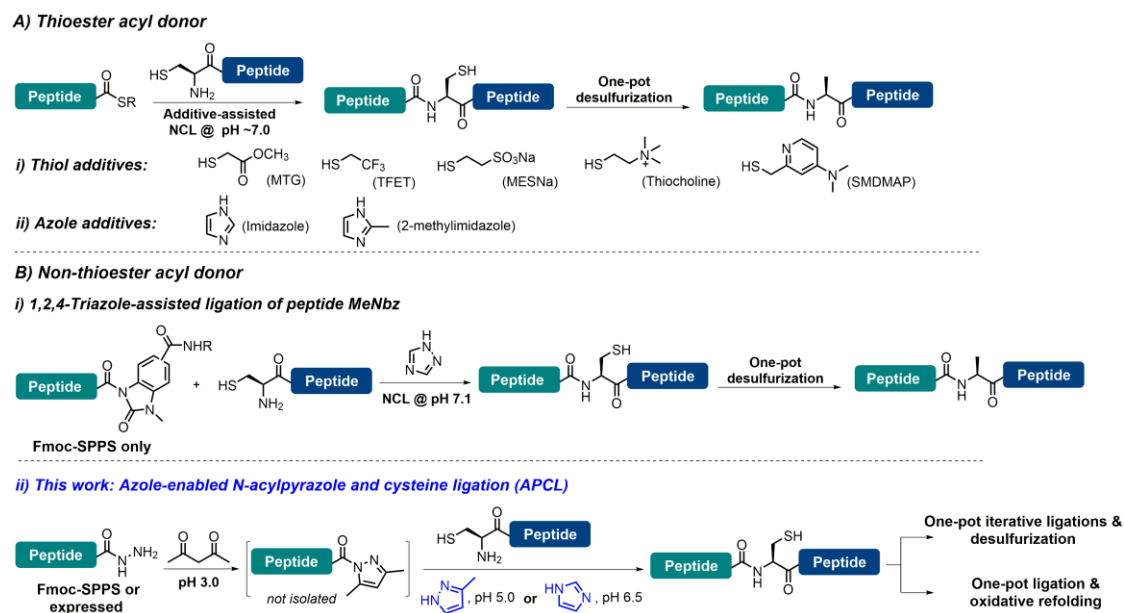 A) Thioester acyl donor
Peptide
O
SR
HS
O
NH2
Peptide
Additive-assisted
NCL @ pH ~7.0
Peptide
O
N
H
SH
O
Peptide
One-pot
desulfurization
Peptide
O
N
H
O
Peptide
i) Thiol additives:
HS
OCH3
O
(MTG)
HS
CF3
(TFET)
HS
SO3Na
(MESNa)
HS
N
+
(Thiocholine)
HS
N
N
(SMDMAP)
ii) Azole additives:
H
N
N
(Imidazole)
H
N
N
(2-methylimidazole)
B) Non-thioester acyl donor
i) 1,2,4-Triazole-assisted ligation of peptide MeNbz
O
NHR
Peptide
O
N
O
N
Fmoc-SPPS only
+
HS
O
NH2
Peptide
H
N
N
N
NCL @ pH 7.1
Peptide
O
N
H
SH
O
Peptide
One-pot
desulfurization
Peptide
O
N
H
O
Peptide
ii) This work: Azole-enabled N-acylpyrazole and cysteine ligation (APCL)
Peptide
O
N
H
NH2
Fmoc-SPPS or
expressed
O O
pH 3.0
Peptide
O
N
N
not isolated
HS
O
NH2
Peptide
HN
N
, pH 5.0 or
HN
N
, pH 6.5
Peptide
O
N
H
SH
O
Peptide
One-pot iterative ligations &
desulfurization
One-pot ligation &
oxidative refolding